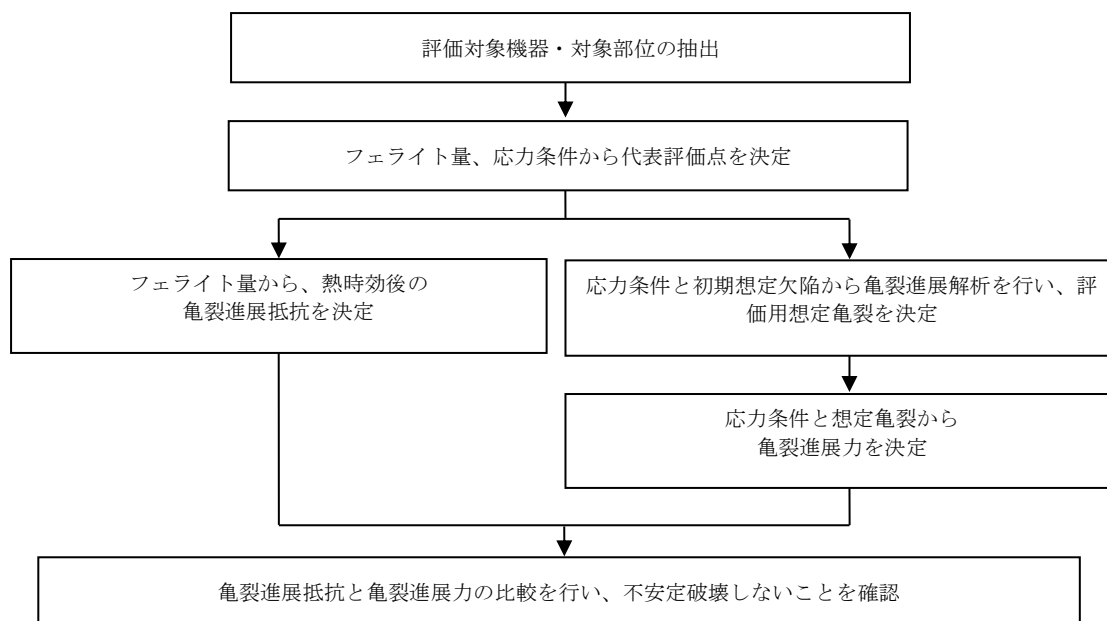 評価対象機器・対象部位の抽出
フェライト量、応力条件から代表評価点を決定
フェライト量から、熱時効後の
亀裂進展抵抗を決定
応力条件と初期想定欠陥から亀裂進展解析を行い、評
価用想定亀裂を決定
応力条件と想定亀裂から
亀裂進展力を決定
亀裂進展抵抗と亀裂進展力の比較を行い、不安定破壊しないことを確認